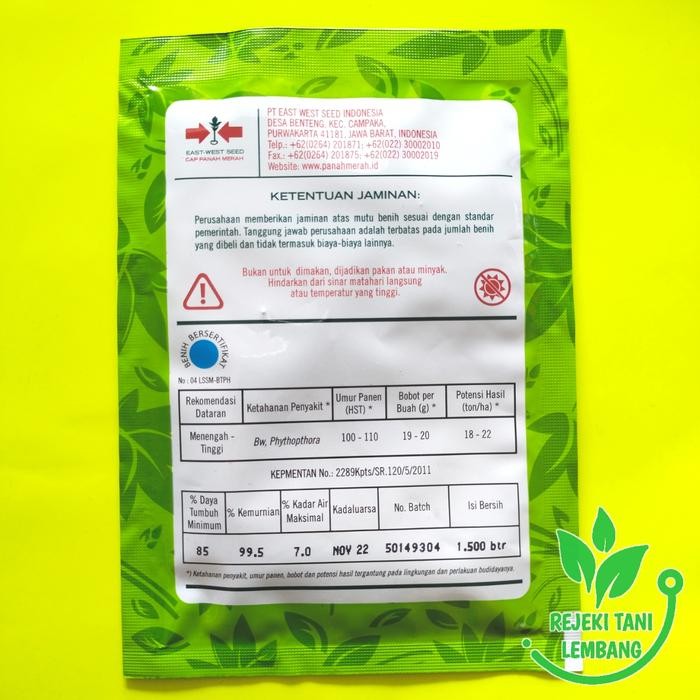 EAST-WEST SEED
CAP PANAH MERAH
PT EAST WEST SEED INDONESIA
DESA BENTENG, KEC. CAMPAKA,
PURWAKARTA 41181, JAWA BARAT, INDONESIA
Telp.: +62(0264) 201871; +62(022) 30002010
Fax.: +62(0264) 201875; +62(022) 30002019
Website: www.panahmerah.id
KETENTUAN JAMINAN:
Perusahaan memberikan jaminan atas mutu benih sesuai dengan standar
pemerintah. Tanggung jawab perusahaan adalah terbatas pada jumlah benih
yang dibeli dan tidak termasuk biaya-biaya lainnya.
Bukan untuk dimakan, dijadikan pakan atau minyak.
Hindarkan dari sinar matahari langsung
atau temperatur yang tinggi.
BENIH BERSERTIFIKAT
No : 04 LSSM-BTPH
Rekomendasi Dataran Ketahanan Penyakit * Umur Panen (HST) * Bobot per Buah (g) * Potensi Hasil (ton/ha) *
Menengah - Tinggi Bw, Phythopthora 100 - 110 19 - 20 18 - 22
KEPMENTAN No.: 2289Kpts/SR.120/5/2011
% Daya Tumbuh Minimum % Kemurnian % Kadar Air Maksimal Kadaluarsa No. Batch Isi Bersih
85 99.5 7.0 NOV 22 50149304 1.500 btr
*) Ketahanan penyakit, umur panen, bobot dan potensi hasil tergantung pada lingkungan dan perlakuan budidayanya.
REJEKI TANI
LEMBANG